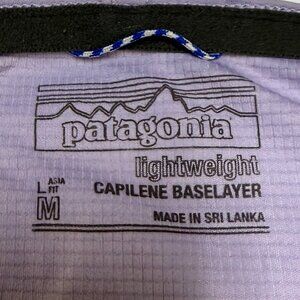 patagonia
lightweight
CAPILENE BASELAYER
L ASIA FIT
M
MADE IN SRI LANKA